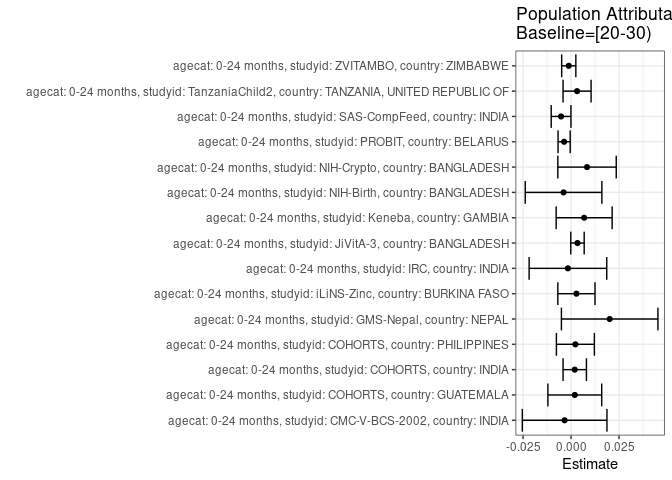 Population Attributa
Baseline=[20-30)
agecat: 0-24 months, studyid: ZVITAMBO, country: ZIMBABWE
agecat: 0-24 months, studyid: TanzaniaChild2, country: TANZANIA, UNITED REPUBLIC OF
agecat: 0-24 months, studyid: SAS-CompFeed, country: INDIA
agecat: 0-24 months, studyid: PROBIT, country: BELARUS
agecat: 0-24 months, studyid: NIH-Crypto, country: BANGLADESH
agecat: 0-24 months, studyid: NIH-Birth, country: BANGLADESH
agecat: 0-24 months, studyid: Keneba, country: GAMBIA
agecat: 0-24 months, studyid: JiVitA-3, country: BANGLADESH
agecat: 0-24 months, studyid: IRC, country: INDIA
agecat: 0-24 months, studyid: iLiNS-Zinc, country: BURKINA FASO
agecat: 0-24 months, studyid: GMS-Nepal, country: NEPAL
agecat: 0-24 months, studyid: COHORTS, country: PHILIPPINES
agecat: 0-24 months, studyid: COHORTS, country: INDIA
agecat: 0-24 months, studyid: COHORTS, country: GUATEMALA
agecat: 0-24 months, studyid: CMC-V-BCS-2002, country: INDIA
-0.025 0.000 0.025
Estimate